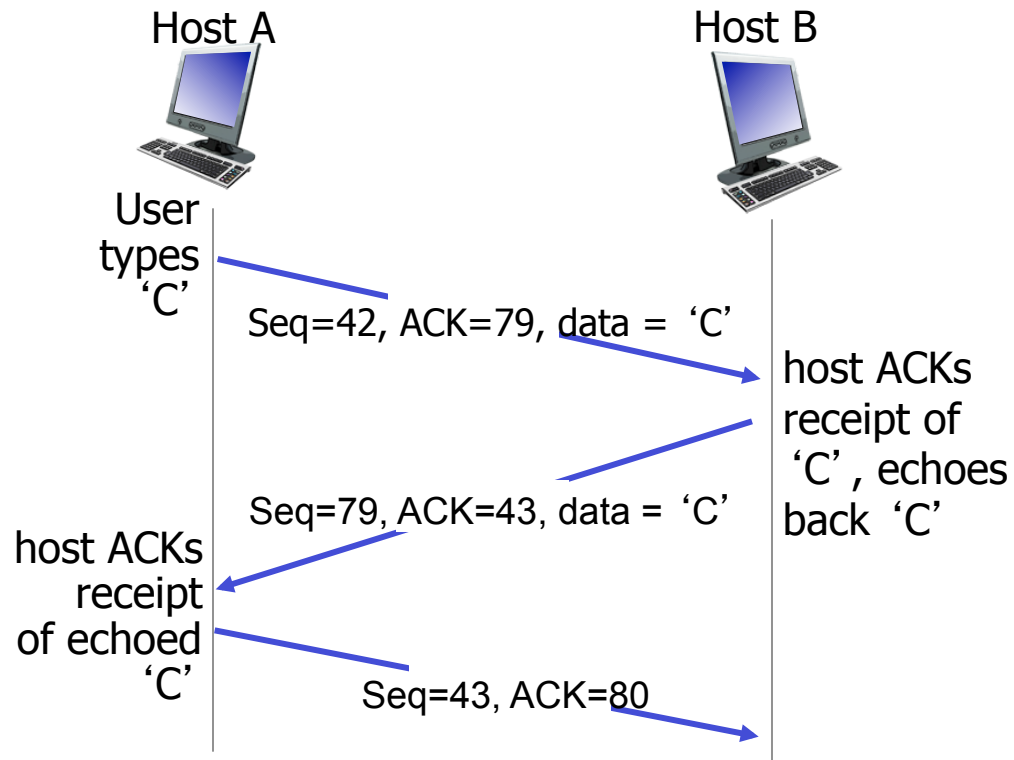 Host A
Host B
User
types
‘C’
Seq=42, ACK=79, data = ‘C’
host ACKs
receipt of
‘C’, echoes
back ‘C’
Seq=79, ACK=43, data = ‘C’
host ACKs
receipt
of echoed
‘C’
Seq=43, ACK=80